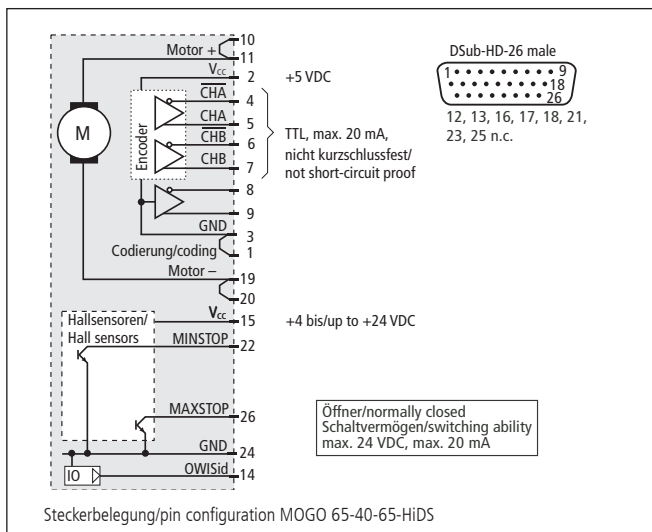 10
Motor + 11
Vcc 2 +5 VDC
CHA 4
CHA 5
CHB 6
CHB 7
Encoder
M
TTL, max. 20 mA,
nicht kurzschlussfest/
not short-circuit proof
8
9
GND 3
Codierung/coding 1
Motor – 19
20
DSub-HD-26 male
1 9
18
26
12, 13, 16, 17, 18, 21,
23, 25 n.c.
Vcc 15 +4 bis/up to +24 VDC
Hallsensoren/
Hall sensors
MINSTOP 22
MAXSTOP 26
GND 24
IO OWISid 14
Öffner/normally closed
Schaltvermögen/switching ability
max. 24 VDC, max. 20 mA
Steckerbelegung/pin configuration MOGO 65-40-65-HiDS